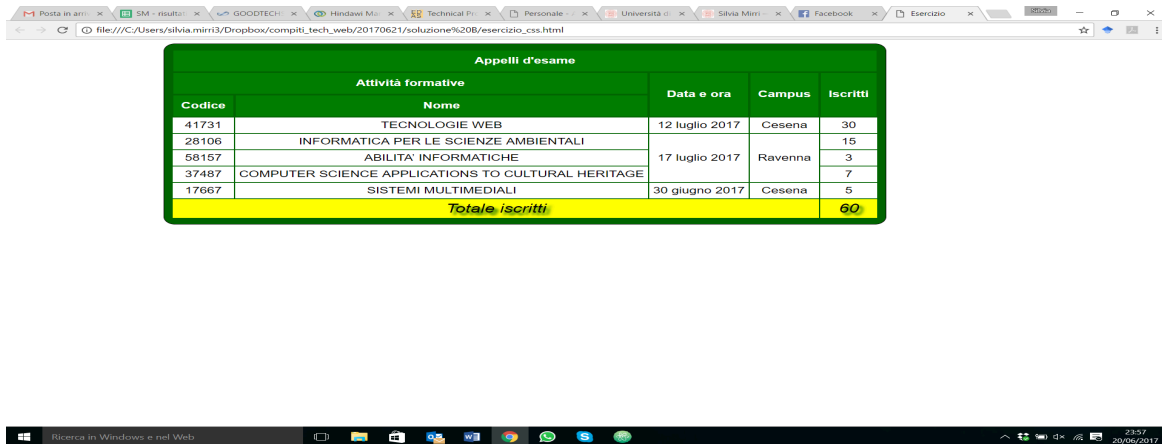 Posta in arri
SM - risultat
GOODTECH
Hindawi Ma
Technical Pr
Personale -
Università di
Silvia Mirri -
Facebook
Esercizio
Silvia
file:///C:/Users/silvia.mirri3/Dropbox/compiti_tech_web/20170621/soluzione%20B/esercizio_css.html
Appelli d'esame
Attività formative
Data e ora Campus Iscritti
Codice Nome
41731 TECNOLOGIE WEB 12 luglio 2017 Cesena 30
28106 INFORMATICA PER LE SCIENZE AMBIENTALI 15
58157 ABILITA' INFORMATICHE 17 luglio 2017 Ravenna 3
37487 COMPUTER SCIENCE APPLICATIONS TO CULTURAL HERITAGE 7
17667 SISTEMI MULTIMEDIALI 30 giugno 2017 Cesena 5
Totale iscritti 60
Ricerca in Windows e nel Web
23:57
20/06/2017